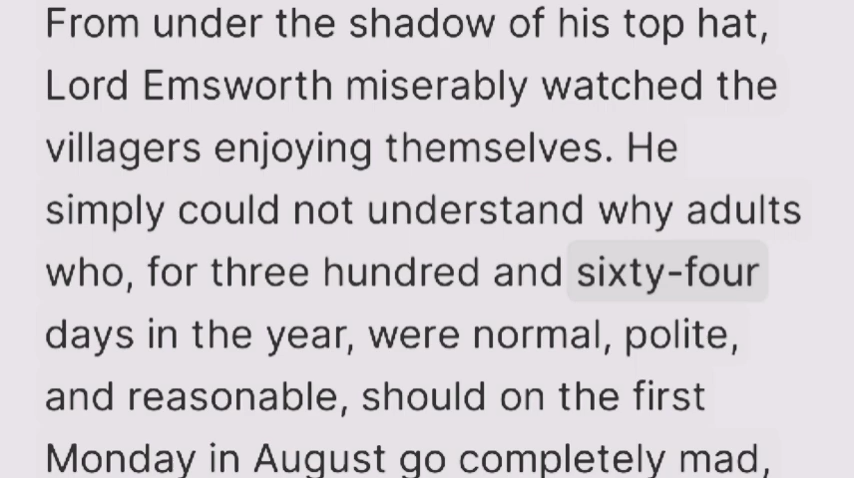 From under the shadow of his top hat,
Lord Emsworth miserably watched the
villagers enjoying themselves. He
simply could not understand why adults
who, for three hundred and sixty-four
days in the year, were normal, polite,
and reasonable, should on the first
Monday in August go completely mad,